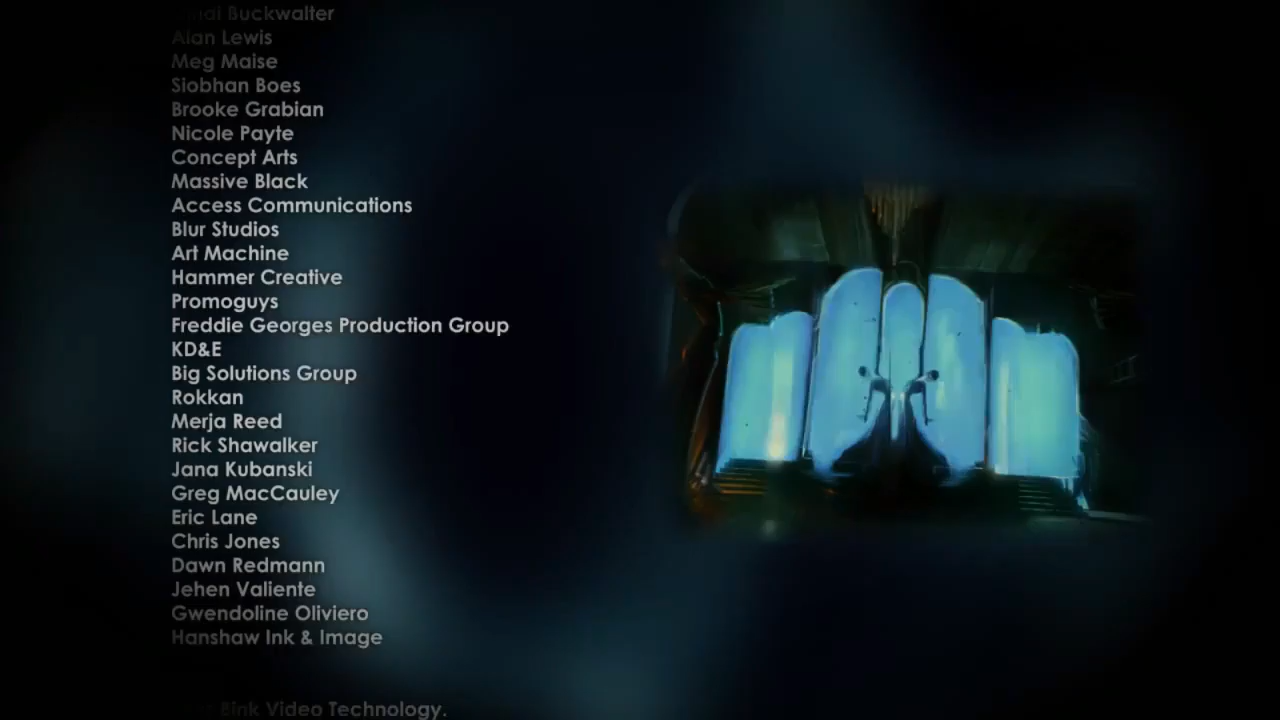 Buckwalter
Alan Lewis
Meg Maise
Siobhan Boes
Brooke Grabian
Nicole Payte
Concept Arts
Massive Black
Access Communications
Blur Studios
Art Machine
Hammer Creative
Promoguys
Freddie Georges Production Group
KD&E
Big Solutions Group
Rokkan
Merja Reed
Rick Shawalker
Jana Kubanski
Greg MacCauley
Eric Lane
Chris Jones
Dawn Redmann
Jehen Valiente
Gwendoline Oliviero
Hanshaw Ink & Image
Bink Video Technology.